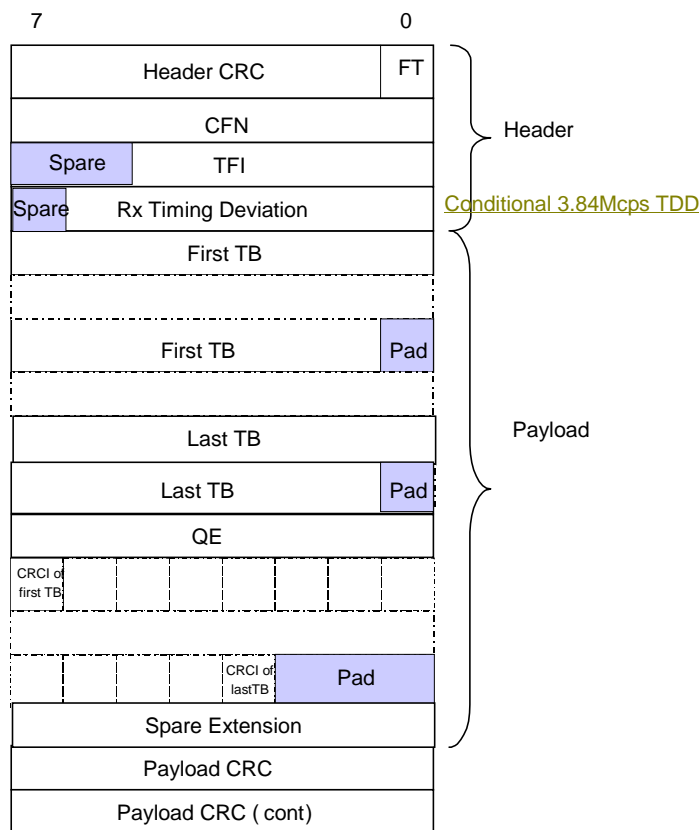 7 0
Header CRC FT
CFN
Header
Spare TFI
Spare Rx Timing Deviation Conditional 3.84Mcps TDD
First TB
First TB Pad
Payload
Last TB
Last TB Pad
QE
CRCI of
first TB
CRCI of
lastTB
Pad
Spare Extension
Payload CRC
Payload CRC ( cont)